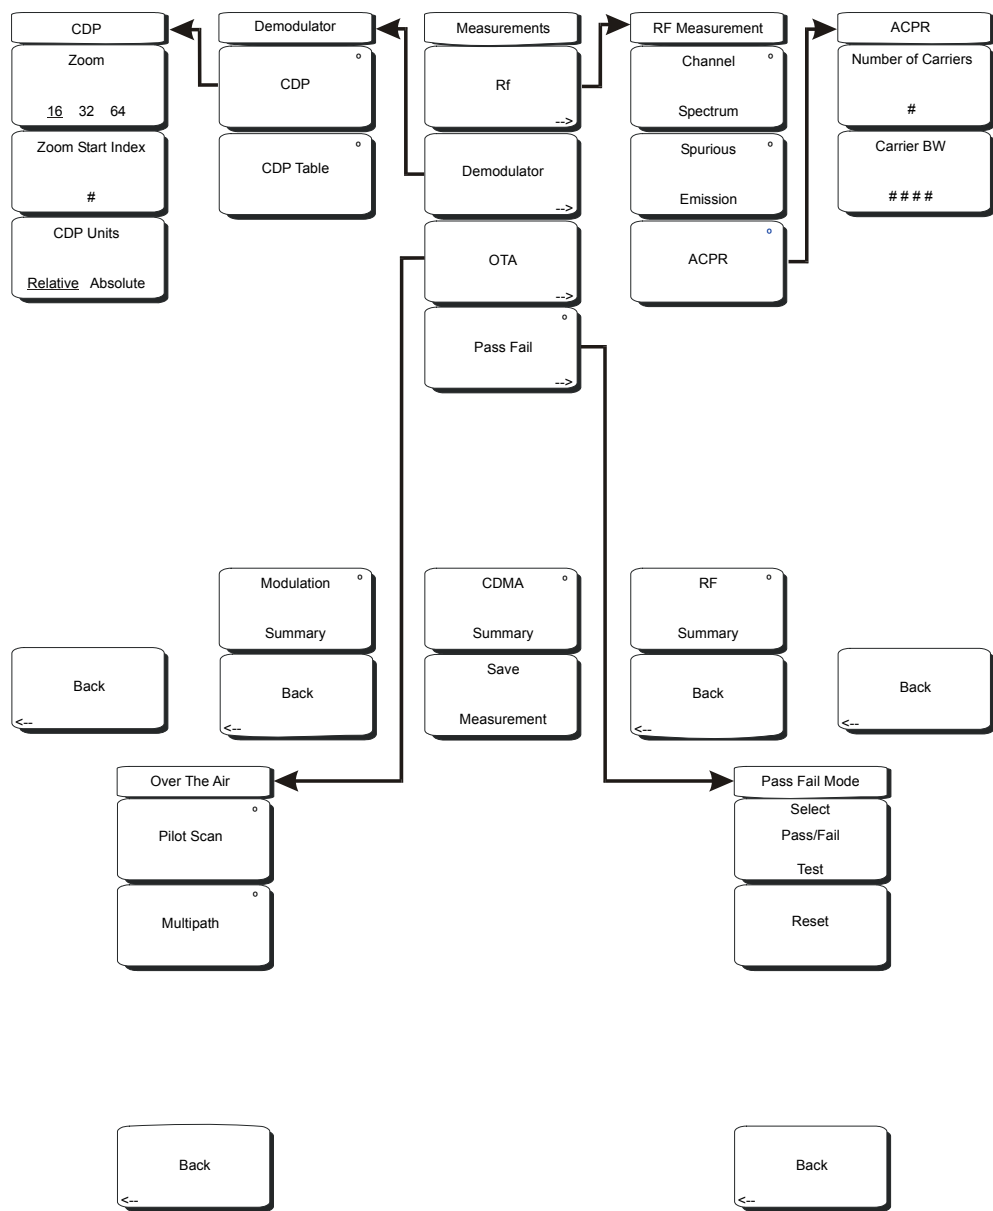 CDP
Zoom
16 32 64
Zoom Start Index
#
CDP Units
Relative Absolute
Back
<--
Demodulator
CDP
CDP Table
Modulation
Summary
Back
<--
Measurements
Rf
-->
Demodulator
-->
OTA
-->
Pass Fail
-->
CDMA
Summary
Save
Measurement
RF Measurement
Channel
Spectrum
Spurious
Emission
ACPR
RF
Summary
Back
<--
ACPR
Number of Carriers
#
Carrier BW
# # # #
Back
<--
Over The Air
Pilot Scan
Multipath
Back
<--
Pass Fail Mode
Select
Pass/Fail
Test
Reset
Back
<--